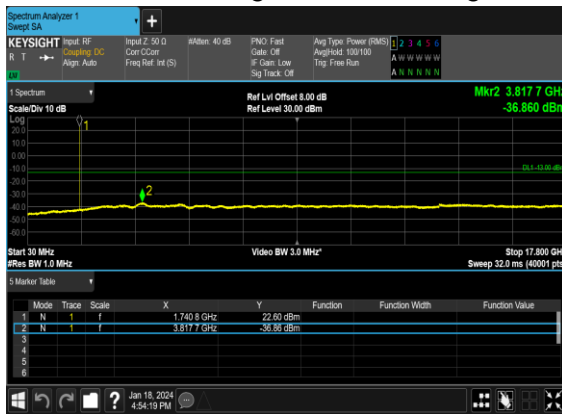 Spectrum Analyzer 1
Swept SA
+
KEYSIGHT Input: RF Input Z: 50 Ω #Atten: 40 dB PNO: Fast Avg Type: Power (RMS) 1 2 3 4 5 6
R T Coupling: DC Corr CCorr Gate: Off Avg|Hold: 100/100 A W W W W W
Align: Auto Freq Ref: Int (S) IF Gain: Low Trig: Free Run A N N N N N
Sig Track: Off
1 Spectrum Ref Lvl Offset 8.00 dB Mkr2 3.817 7 GHz
Scale/Div 10 dB Ref Level 30.00 dBm -36.860 dBm
Log
20.0 1
10.0
0.00
-10.0 DL1 -13.00 dBm
-20.0
-30.0 2
-40.0
-50.0
-60.0
Start 30 MHz Video BW 3.0 MHz* Stop 17.800 GHz
#Res BW 1.0 MHz Sweep 32.0 ms (40001 pts)
5 Marker Table
Mode Trace Scale X Y Function Function Width Function Value
1 N 1 f 1.740 8 GHz 22.60 dBm
2 N 1 f 3.817 7 GHz -36.86 dBm
3
4
5
6
? Jan 18, 2024
4:54:19 PM